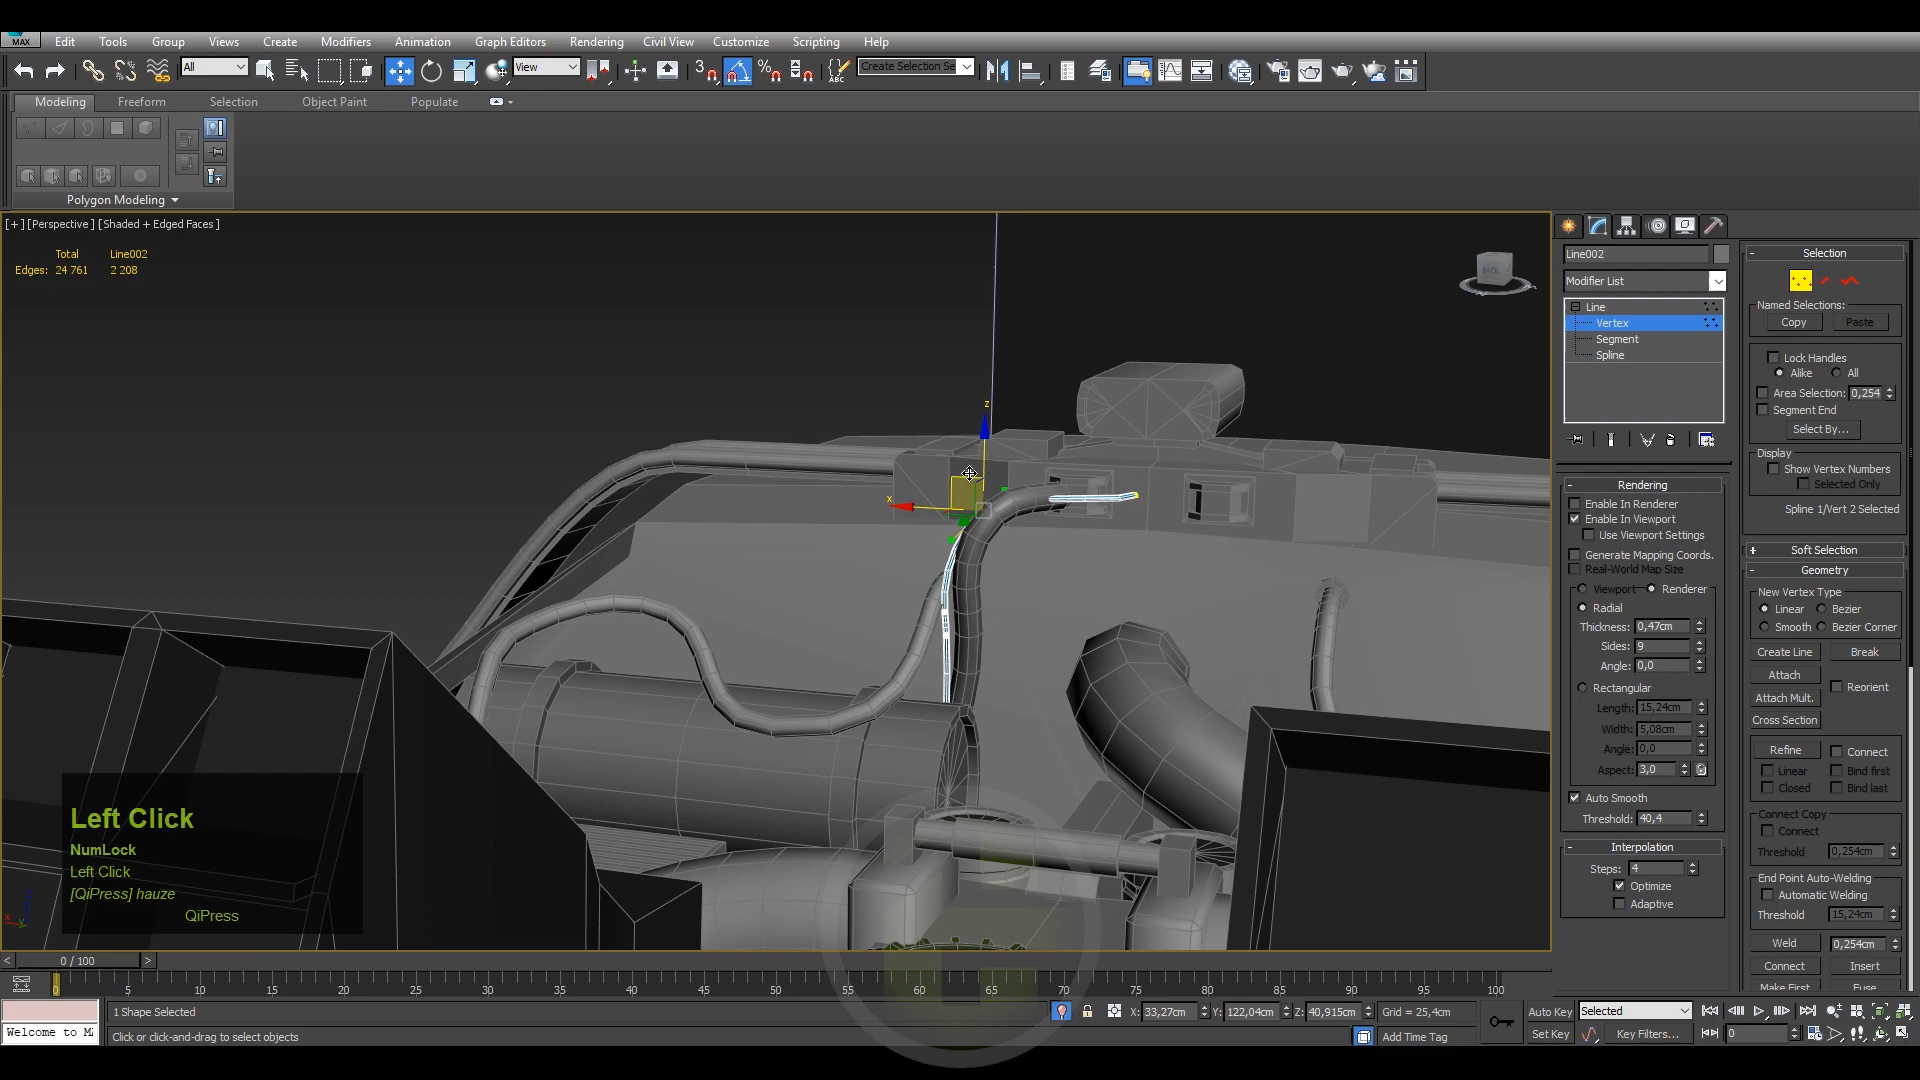 MAX Edit Tools Group Views Create Modifiers Animation Graph Editors Rendering Civil View Customize Scripting Help
All View Create Selection Se
Modeling Freeform Selection Object Paint Populate
Polygon Modeling
[+] [Perspective] [Shaded + Edged Faces]
Total Line002
Edges: 24 761 2 208
BACK
z
x
Left Click
NumLock
Left Click
[QiPress] hauze
QiPress
Line002
Modifier List
Line
Vertex
Segment
Spline
Rendering
Enable In Renderer
Enable In Viewport
Use Viewport Settings
Generate Mapping Coords.
Real-World Map Size
Viewport Renderer
Radial
Thickness: 0,47cm
Sides: 9
Angle: 0,0
Rectangular
Length: 15,24cm
Width: 5,08cm
Angle: 0,0
Aspect: 3,0
Auto Smooth
Threshold: 40,4
Interpolation
Steps: 4
Optimize
Adaptive
Selection
Named Selections:
Copy Paste
Lock Handles
Alike All
Area Selection: 0,254
Segment End
Select By...
Display
Show Vertex Numbers
Selected Only
Spline 1/Vert 2 Selected
Soft Selection
Geometry
New Vertex Type
Linear Bezier
Smooth Bezier Corner
Create Line Break
Attach
Reorient
Attach Mult.
Cross Section
Refine Connect
Linear Bind first
Closed Bind last
Connect Copy
Connect
Threshold 0,254cm
End Point Auto-Welding
Automatic Welding
Threshold 15,24cm
Weld 0,254cm
Connect Insert
Make First Fuse
0 / 100
0 5 10 15 20 25 30 35 40 45 50 55 60 65 70 75 80 85 90 95 100
1 Shape Selected X: 33,27cm Y: 122,04cm Z: 40,915cm Grid = 25,4cm Auto Key Selected
Welcome to M Click or click-and-drag to select objects Add Time Tag Set Key Key Filters... 0